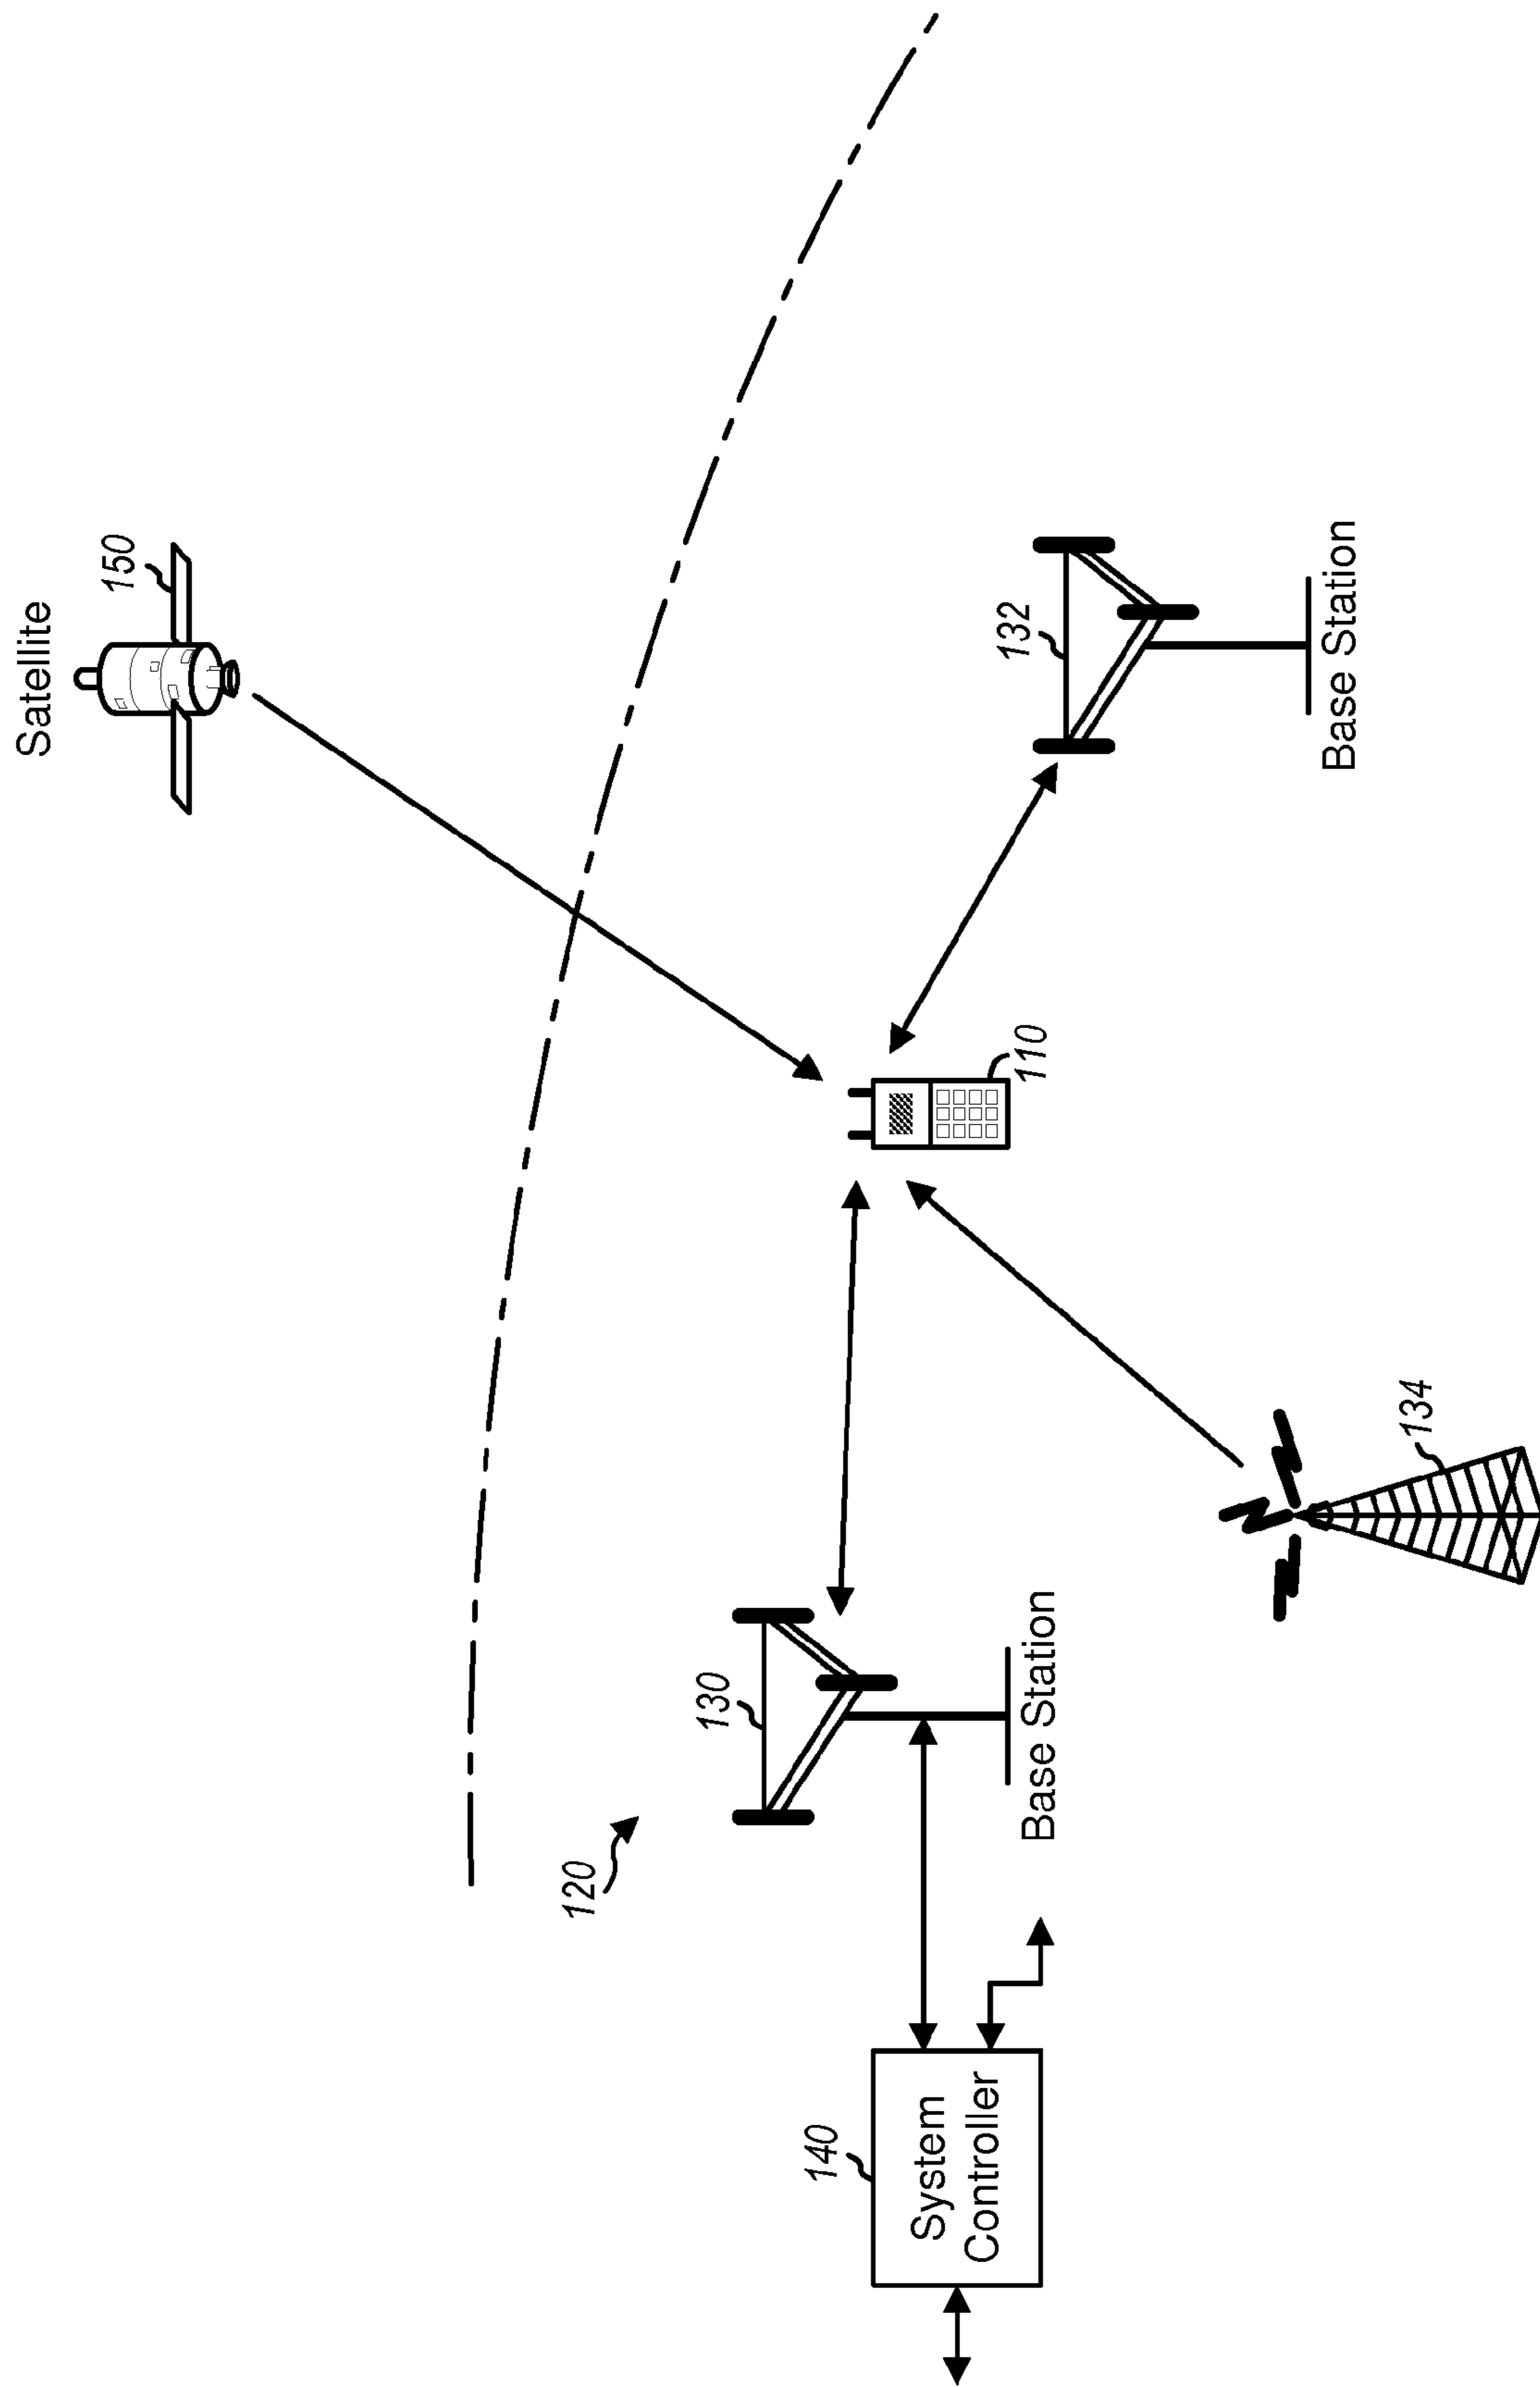 Satellite
150
120
130
132
140
System
Controller
110
Base Station
Base Station
134